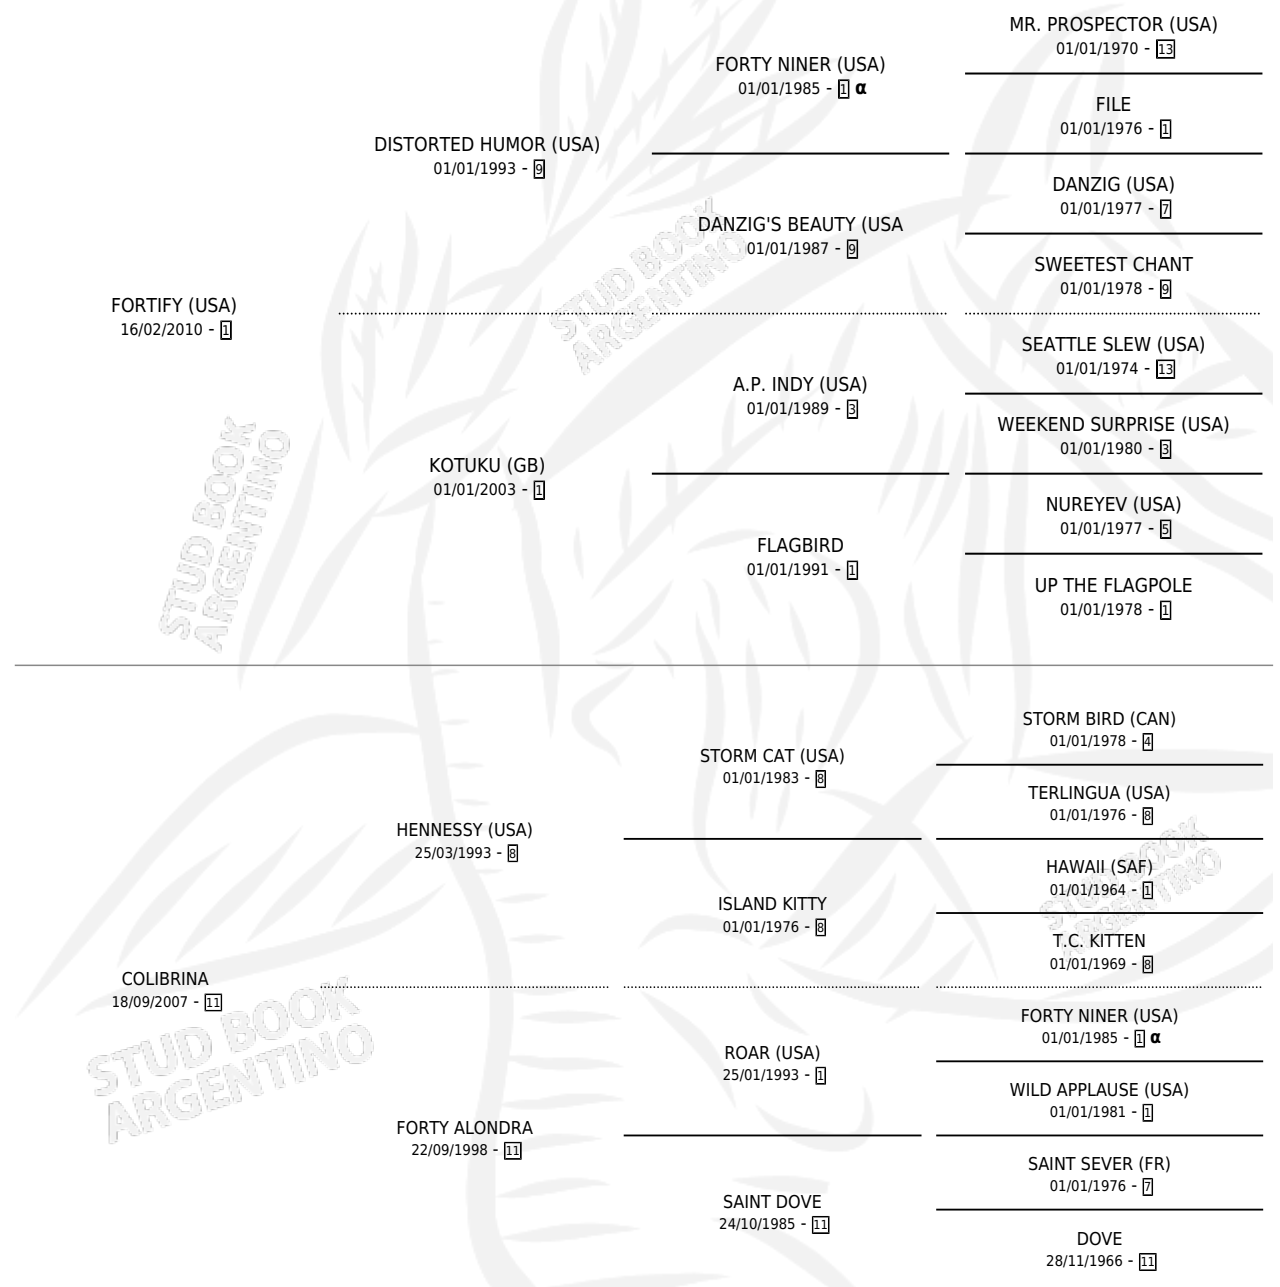 MR. PROSPECTOR (USA)
01/01/1970 - 13
FORTY NINER (USA)
01/01/1985 - 1 α
FILE
01/01/1976 - 1
DISTORTED HUMOR (USA)
01/01/1993 - 9
DANZIG (USA)
01/01/1977 - 7
DANZIG'S BEAUTY (USA
01/01/1987 - 9
SWEETEST CHANT
01/01/1978 - 9
FORTIFY (USA)
16/02/2010 - 1
SEATTLE SLEW (USA)
01/01/1974 - 13
A.P. INDY (USA)
01/01/1989 - 3
WEEKEND SURPRISE (USA)
01/01/1980 - 3
KOTUKU (GB)
01/01/2003 - 1
NUREYEV (USA)
01/01/1977 - 5
FLAGBIRD
01/01/1991 - 1
UP THE FLAGPOLE
01/01/1978 - 1
STORM BIRD (CAN)
01/01/1978 - 4
STORM CAT (USA)
01/01/1983 - 8
TERLINGUA (USA)
01/01/1976 - 8
HENNESSY (USA)
25/03/1993 - 8
HAWAII (SAF)
01/01/1964 - 1
ISLAND KITTY
01/01/1976 - 8
T.C. KITTEN
01/01/1969 - 8
COLIBRINA
18/09/2007 - 11
FORTY NINER (USA)
01/01/1985 - 1 α
ROAR (USA)
25/01/1993 - 1
WILD APPLAUSE (USA)
01/01/1981 - 1
FORTY ALONDRA
22/09/1998 - 11
SAINT SEVER (FR)
01/01/1976 - 7
SAINT DOVE
24/10/1985 - 11
DOVE
28/11/1966 - 11
STUD BOOK
ARGENTINO
STUD BOOK
ARGENTINO
STUD BOOK
ARGENTINO
STUD BOOK
ARGENTINO